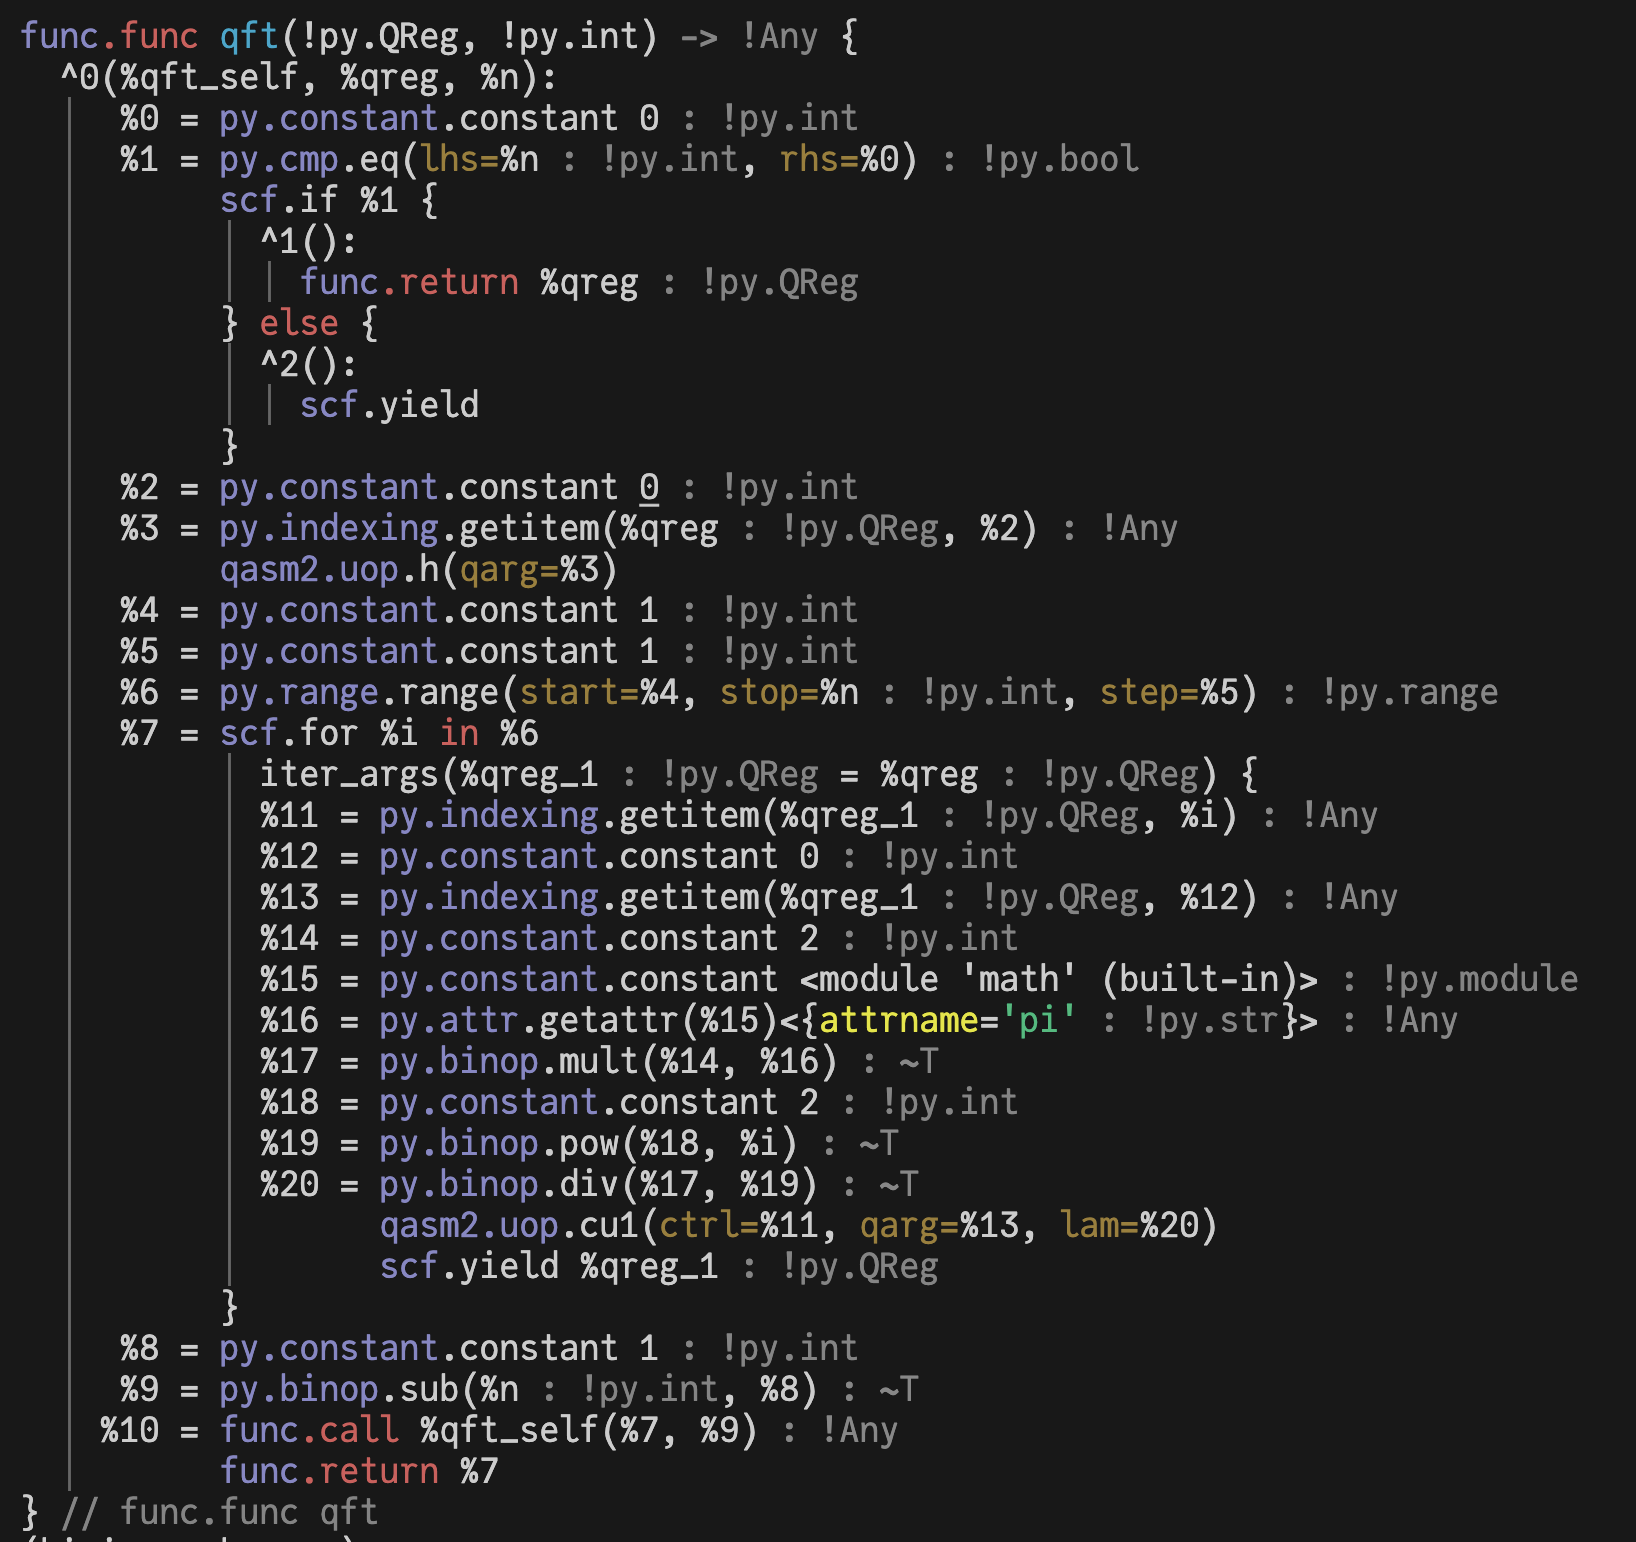 func.func qft(!py.QReg, !py.int) -> !Any {
^0(%qft_self, %qreg, %n):
%0 = py.constant.constant 0 : !py.int
%1 = py.cmp.eq(lhs=%n : !py.int, rhs=%0) : !py.bool
scf.if %1 {
^1():
func.return %qreg : !py.QReg
} else {
^2():
scf.yield
}
%2 = py.constant.constant 0 : !py.int
%3 = py.indexing.getitem(%qreg : !py.QReg, %2) : !Any
qasm2.uop.h(qarg=%3)
%4 = py.constant.constant 1 : !py.int
%5 = py.constant.constant 1 : !py.int
%6 = py.range.range(start=%4, stop=%n : !py.int, step=%5) : !py.range
%7 = scf.for %i in %6
iter_args(%qreg_1 : !py.QReg = %qreg : !py.QReg) {
%11 = py.indexing.getitem(%qreg_1 : !py.QReg, %i) : !Any
%12 = py.constant.constant 0 : !py.int
%13 = py.indexing.getitem(%qreg_1 : !py.QReg, %12) : !Any
%14 = py.constant.constant 2 : !py.int
%15 = py.constant.constant <module 'math' (built-in)> : !py.module
%16 = py.attr.getattr(%15)<{attrname='pi' : !py.str}> : !Any
%17 = py.binop.mult(%14, %16) : ~T
%18 = py.constant.constant 2 : !py.int
%19 = py.binop.pow(%18, %i) : ~T
%20 = py.binop.div(%17, %19) : ~T
qasm2.uop.cu1(ctrl=%11, qarg=%13, lam=%20)
scf.yield %qreg_1 : !py.QReg
}
%8 = py.constant.constant 1 : !py.int
%9 = py.binop.sub(%n : !py.int, %8) : ~T
%10 = func.call %qft_self(%7, %9) : !Any
func.return %7
} // func.func qft